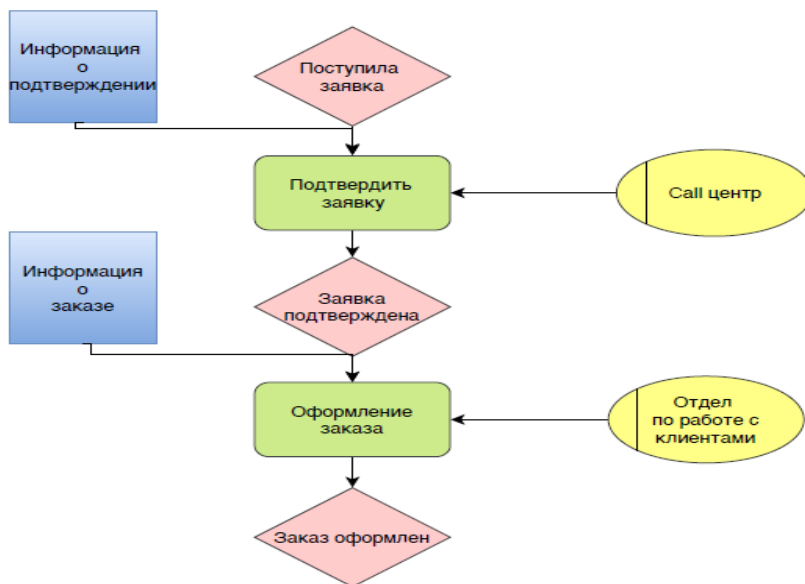 Информация
о
подтверждении
Поступила
заявка
Подтвердить
заявку
Call центр
Информация
о
заказе
Заявка
подтверждена
Оформление
заказа
Отдел
по работе с
клиентами
Заказ оформлен